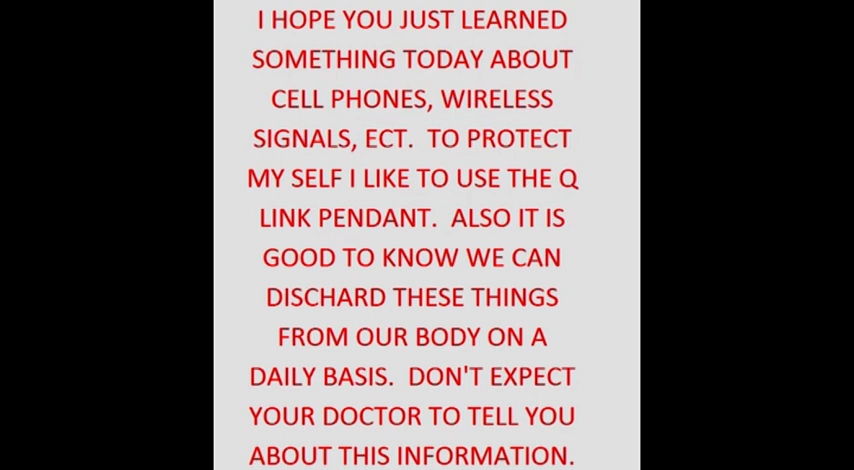 I HOPE YOU JUST LEARNED
SOMETHING TODAY ABOUT
CELL PHONES, WIRELESS
SIGNALS, ECT.  TO PROTECT
MY SELF I LIKE TO USE THE Q
LINK PENDANT.  ALSO IT IS
GOOD TO KNOW WE CAN
DISCHARD THESE THINGS
FROM OUR BODY ON A
DAILY BASIS.  DON'T EXPECT
YOUR DOCTOR TO TELL YOU
ABOUT THIS INFORMATION.